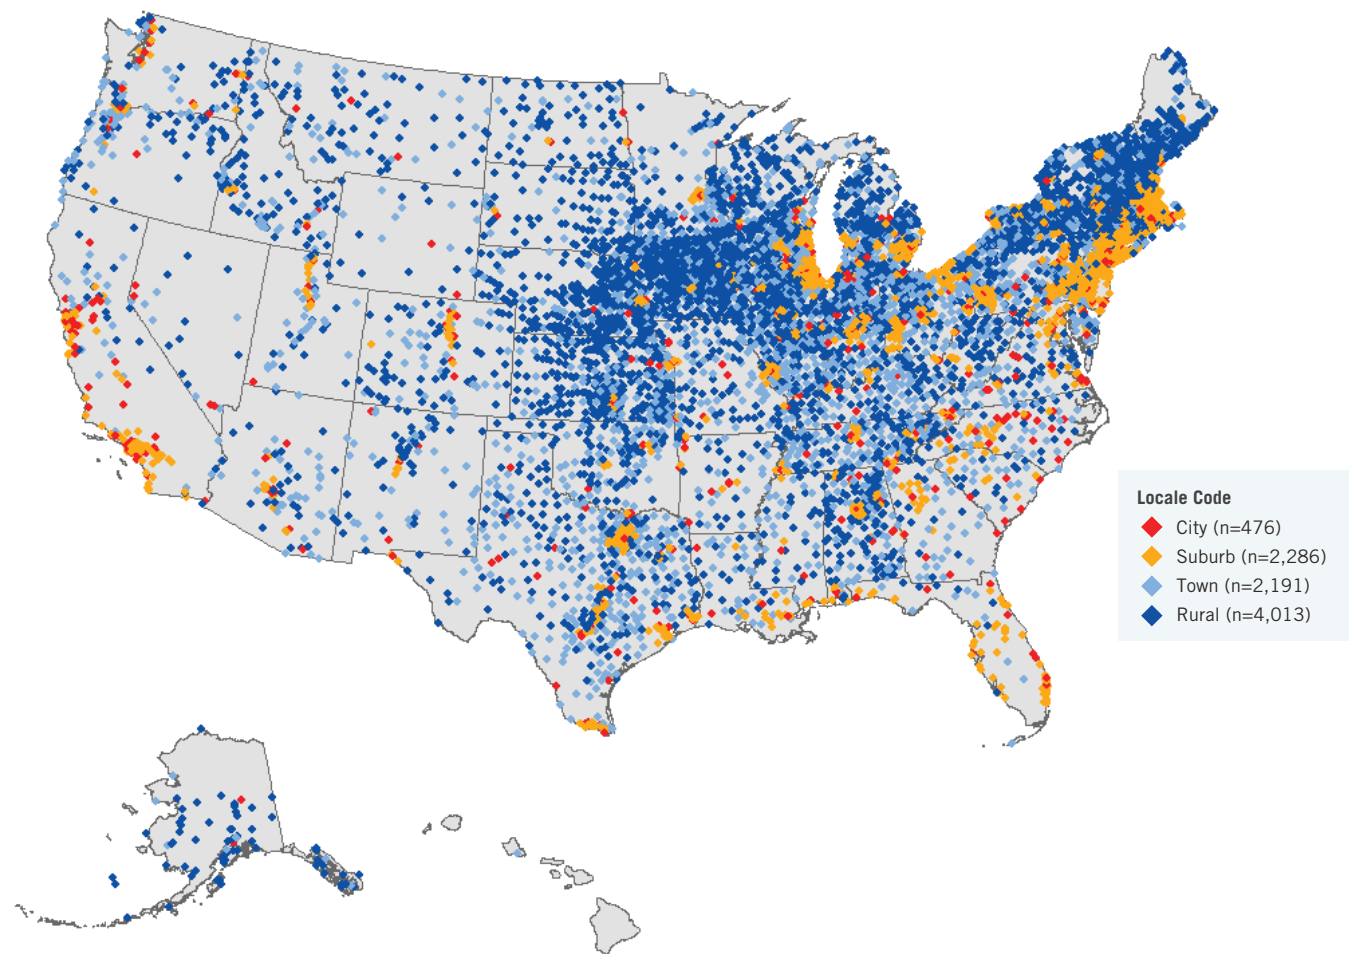 Locale Code
City (n=476)
Suburb (n=2,286)
Town (n=2,191)
Rural (n=4,013)